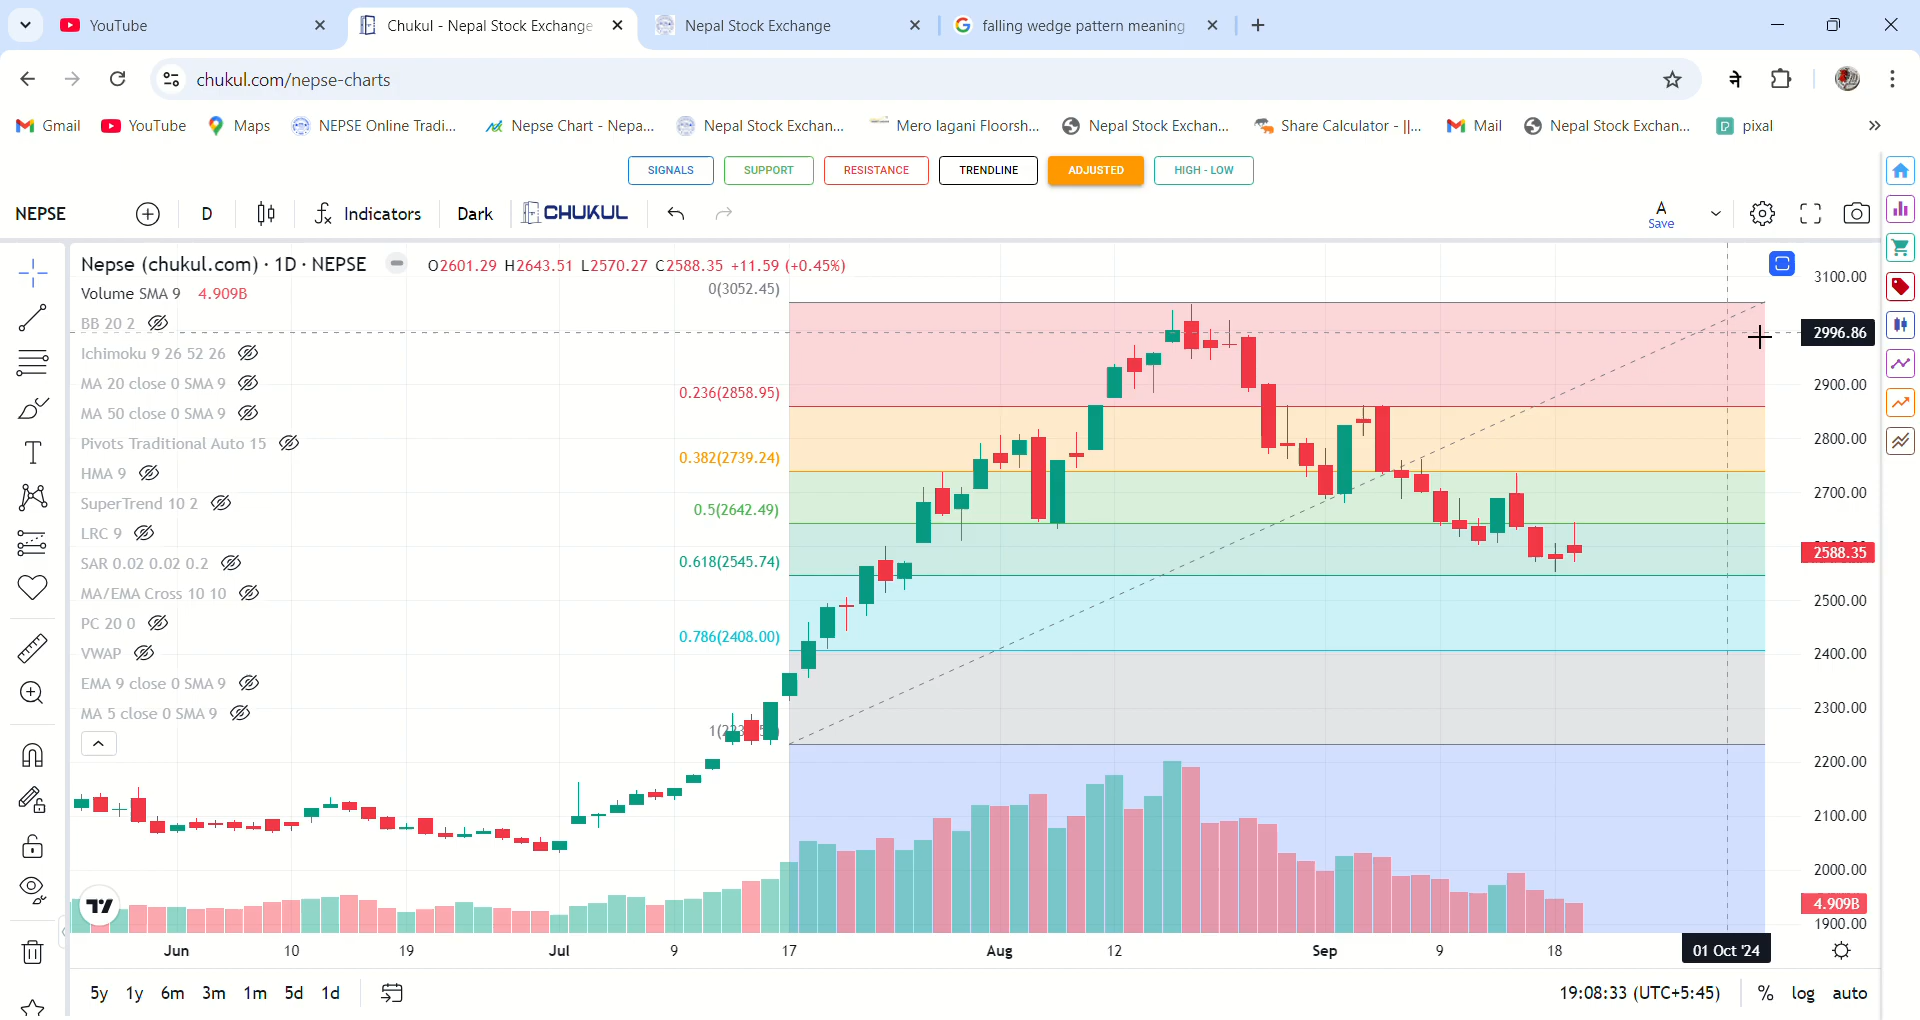 YouTube
Chukul - Nepal Stock Exchange
Nepal Stock Exchange
falling wedge pattern meaning
chukul.com/nepse-charts
ने
Gmail
YouTube
Maps
NEPSE Online Tradi...
Nepse Chart - Nepa...
Nepal Stock Exchan...
Mero lagani Floorsh...
Nepal Stock Exchan...
Share Calculator - ||...
Mail
Nepal Stock Exchan...
pixal
SIGNALS
SUPPORT
RESISTANCE
TRENDLINE
ADJUSTED
HIGH - LOW
NEPSE
D
Indicators
Dark
CHUKUL
A
Save
Nepse (chukul.com) · 1D · NEPSE
O2601.29 H2643.51 L2570.27 C2588.35 +11.59 (+0.45%)
Volume SMA 9 4.909B
BB 20 2
Ichimoku 9 26 52 26
MA 20 close 0 SMA 9
MA 50 close 0 SMA 9
Pivots Traditional Auto 15
HMA 9
SuperTrend 10 2
LRC 9
SAR 0.02 0.02 0.2
MA/EMA Cross 10 10
PC 20 0
VWAP
EMA 9 close 0 SMA 9
MA 5 close 0 SMA 9
0(3052.45)
0.236(2858.95)
0.382(2739.24)
0.5(2642.49)
0.618(2545.74)
0.786(2408.00)
3100.00
2996.86
2900.00
2800.00
2700.00
2588.35
2500.00
2400.00
2300.00
2200.00
2100.00
2000.00
4.909B
1900.00
Jun
10
19
Jul
9
17
Aug
12
Sep
9
18
01 Oct '24
5y
1y
6m
3m
1m
5d
1d
19:08:33 (UTC+5:45)
%
log
auto